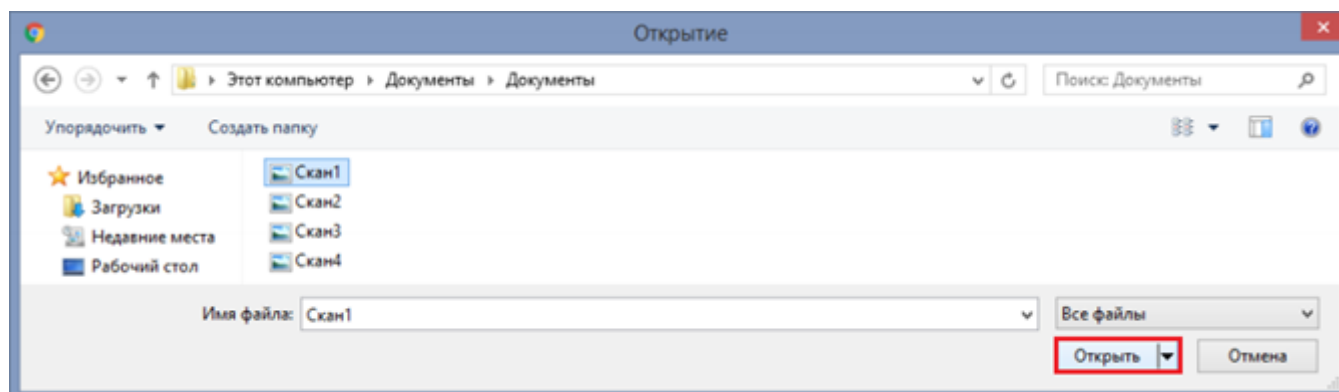 Открытие
Этот компьютер Документы Документы
Поиск: Документы
Упорядочить Создать папку
Избранное
Загрузки
Недавние места
Рабочий стол
Скан1
Скан2
Скан3
Скан4
Имя файла: Скан1
Все файлы
Открыть Отмена